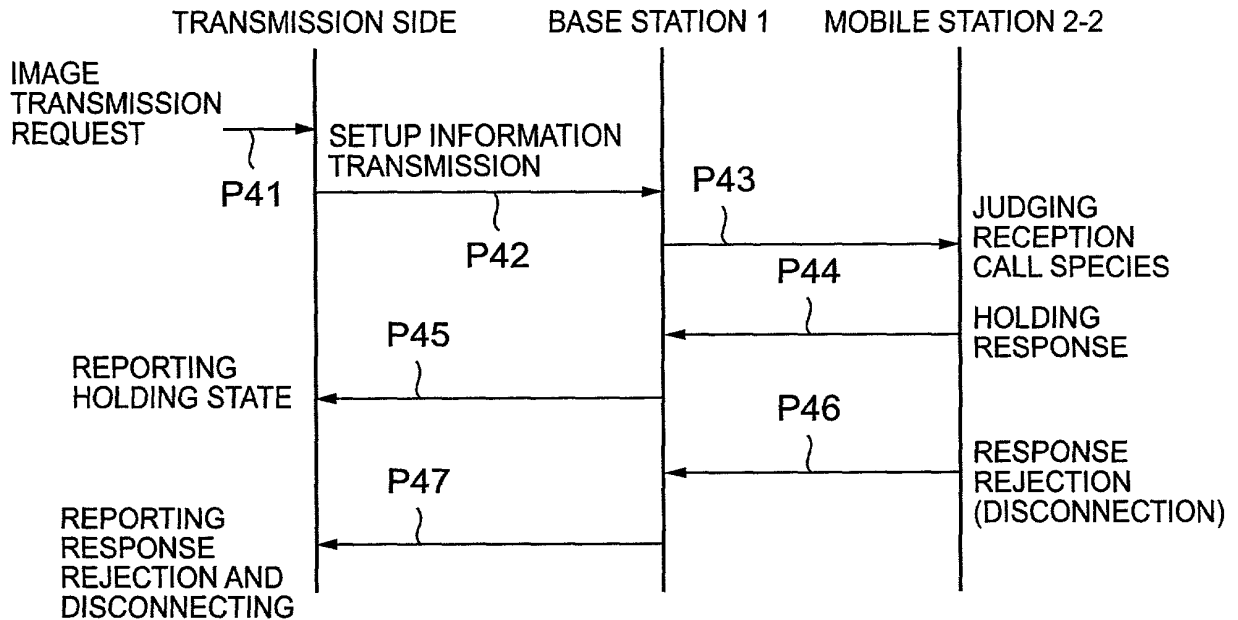 TRANSMISSION SIDE
BASE STATION 1
MOBILE STATION 2-2
IMAGE
TRANSMISSION
REQUEST
P41
SETUP INFORMATION
TRANSMISSION
P42
P43
JUDGING
RECEPTION
CALL SPECIES
P44
HOLDING
RESPONSE
P45
REPORTING
HOLDING STATE
P46
RESPONSE
REJECTION
(DISCONNECTION)
P47
REPORTING
RESPONSE
REJECTION AND
DISCONNECTING